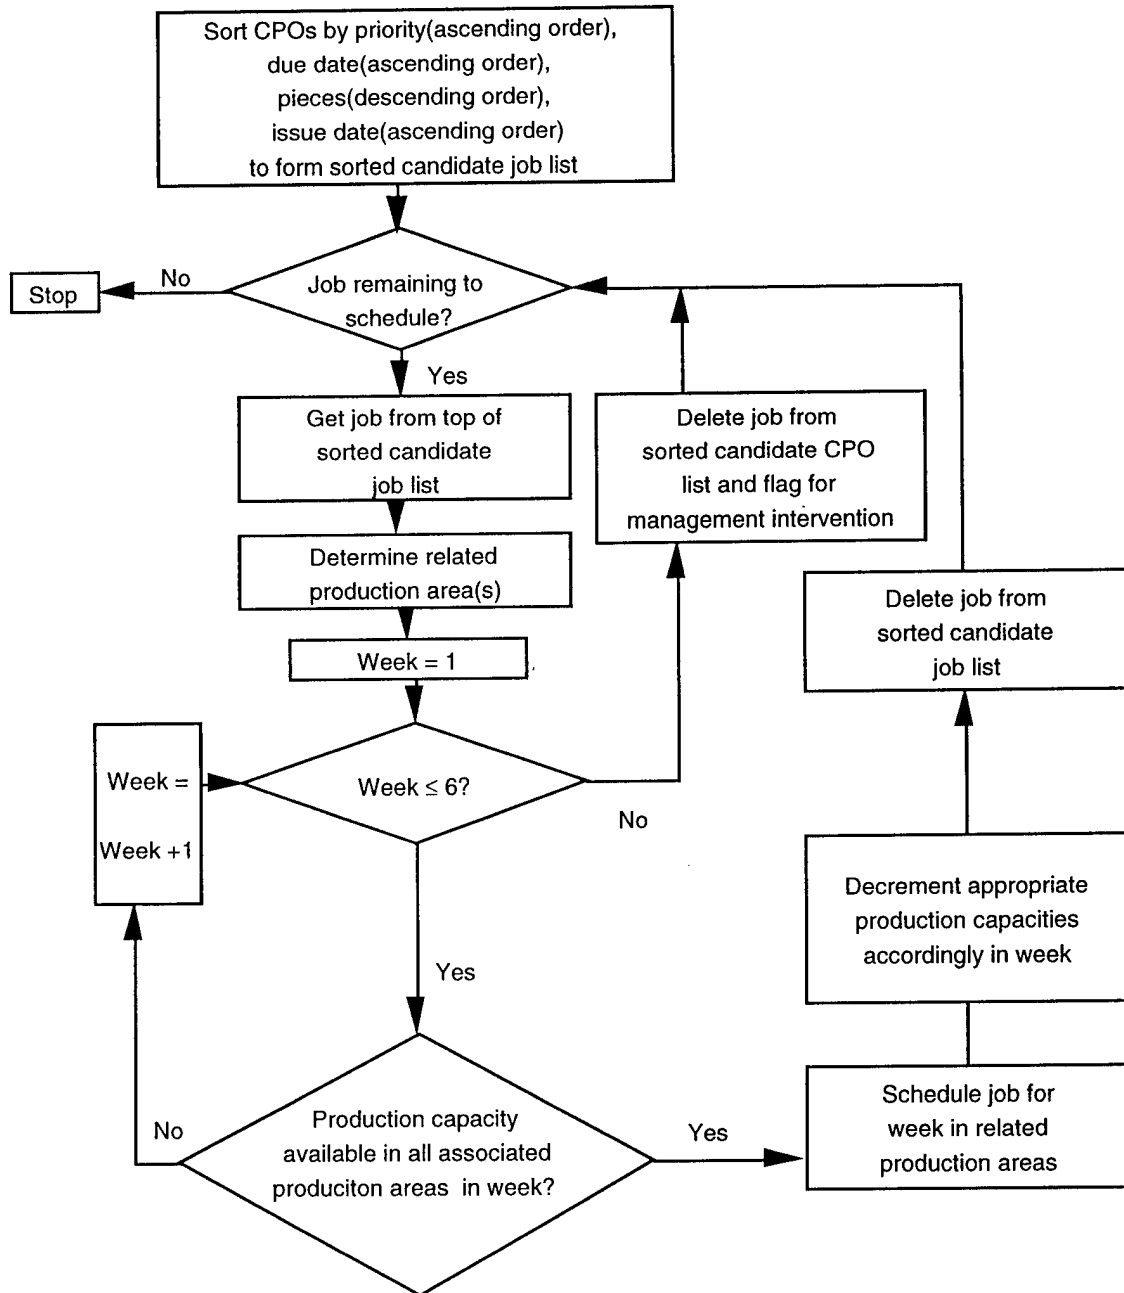 Sort CPOs by priority(ascending order),
due date(ascending order),
pieces(descending order),
issue date(ascending order)
to form sorted candidate job list
Job remaining to
schedule?
No
Stop
Yes
Get job from top of
sorted candidate
job list
Determine related
production area(s)
Week = 1
Week ≤ 6?
No
Delete job from
sorted candidate CPO
list and flag for
management intervention
Week =
Week +1
Yes
Production capacity
available in all associated
produciton areas in week?
No
Yes
Schedule job for
week in related
production areas
Decrement appropriate
production capacities
accordingly in week
Delete job from
sorted candidate
job list